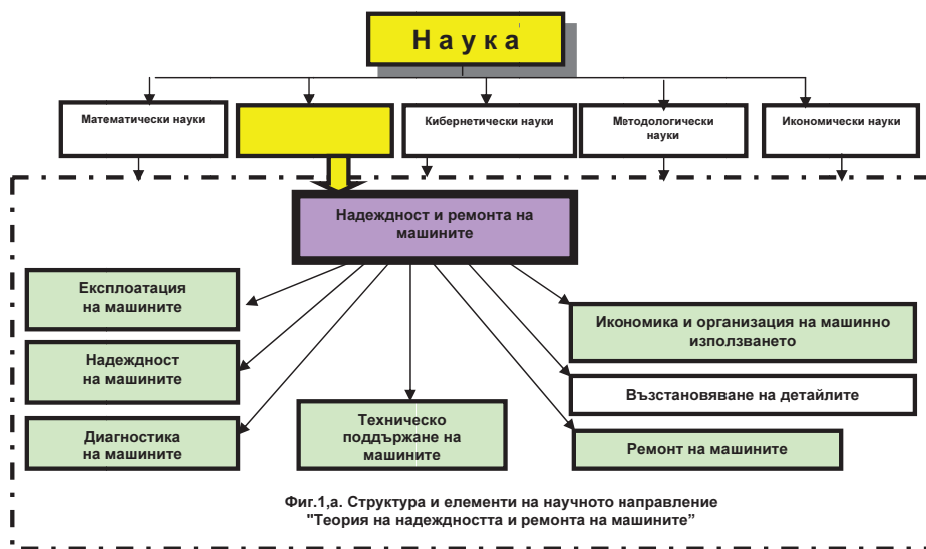 Н а у к а
Математически науки
Кибернетически науки
Методологически
науки
Икономически науки
Надеждност и ремонта на
машините
Експлоатация
на машините
Надеждност
на машините
Диагностика
на машините
Техническо
поддържане на
машините
Икономика и организация на машинно
използването
Възстановяване на детайлите
Ремонт на машините
Фиг.1,а. Структура и елементи на научното направление
"Теория на надеждността и ремонта на машините”